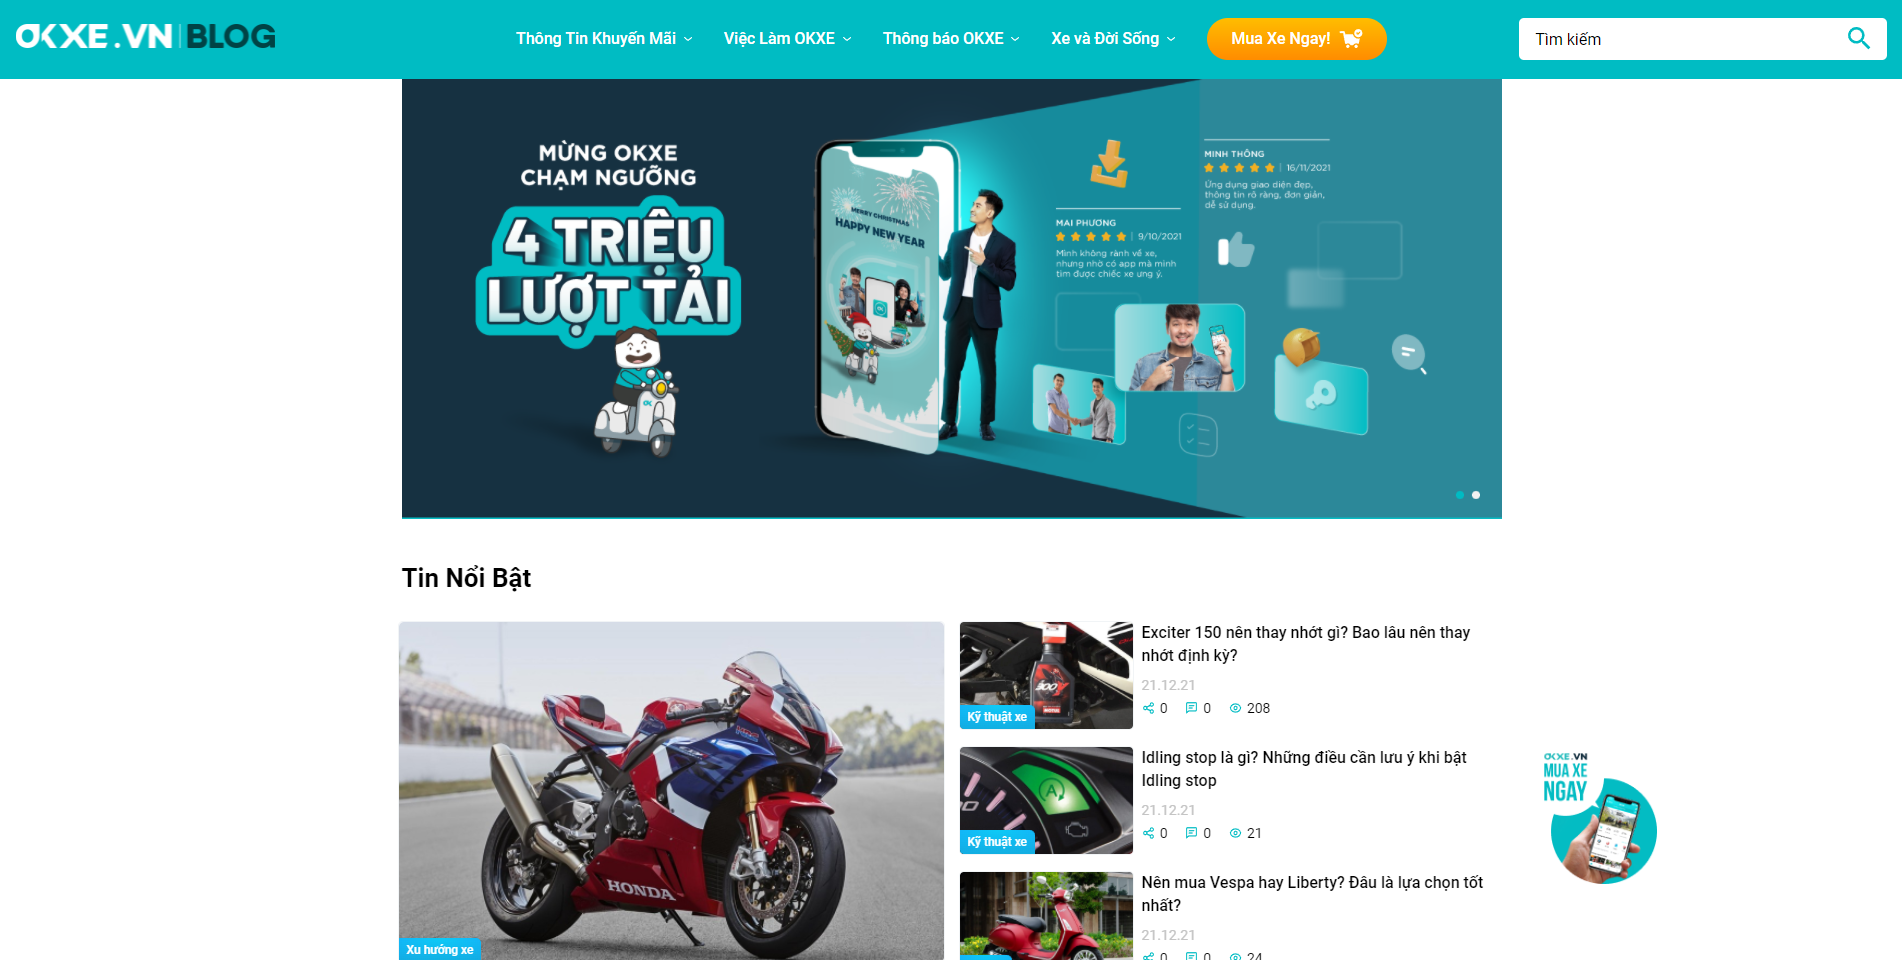 OKXE.VN | BLOG
Thông Tin Khuyến Mãi
Việc Làm OKXE
Thông báo OKXE
Xe và Đời Sống
Mua Xe Ngay!
Tìm kiếm
MỪNG OKXE
CHẠM NGƯỠNG
4 TRIỆU
LƯỢT TẢI
MERRY CHRISTMAS
HAPPY NEW YEAR
MINH THÔNG
16/11/2021
Ứng dụng giao diện đẹp,
thông tin rõ ràng, đơn giản,
dễ sử dụng.
MAI PHƯƠNG
9/10/2021
Mình không rành về xe,
nhưng nhờ có app mà mình
tìm được chiếc xe ưng ý.
Tin Nổi Bật
HONDA
Xu hướng xe
300V
MOTUL
Kỹ thuật xe
Exciter 150 nên thay nhớt gì? Bao lâu nên thay
nhớt định kỳ?
21.12.21
0 0 208
A
Kỹ thuật xe
Idling stop là gì? Những điều cần lưu ý khi bật
Idling stop
21.12.21
0 0 21
Nên mua Vespa hay Liberty? Đâu là lựa chọn tốt
nhất?
21.12.21
0 0 24
OKXE.VN
MUA XE
NGAY